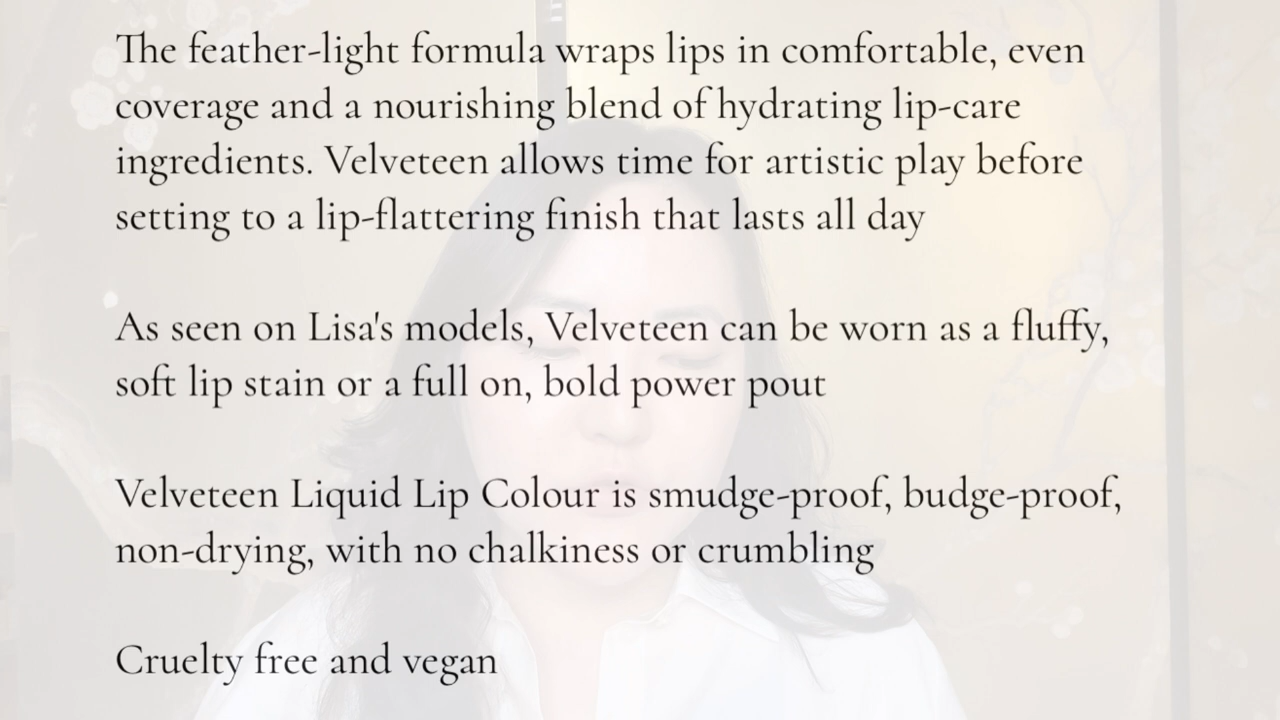 The feather-light formula wraps lips in comfortable, even
coverage and a nourishing blend of hydrating lip-care
ingredients. Velveteen allows time for artistic play before
setting to a lip-flattering finish that lasts all day
As seen on Lisa's models, Velveteen can be worn as a fluffy,
soft lip stain or a full on, bold power pout
Velveteen Liquid Lip Colour is smudge-proof, budge-proof,
non-drying, with no chalkiness or crumbling
Cruelty free and vegan